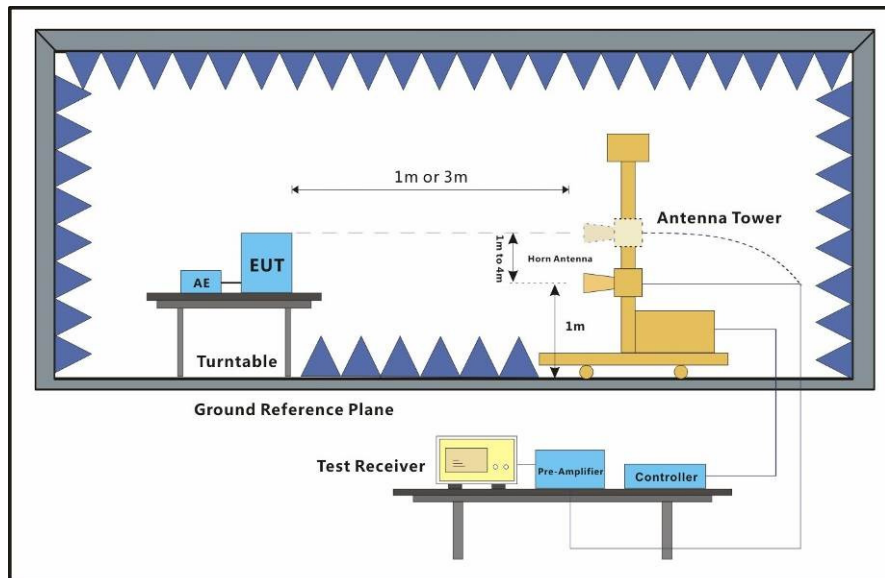 1m or 3m
Antenna Tower
EUT
AE
1m to 4m
Horn Antenna
1m
Turntable
Ground Reference Plane
Test Receiver
Pre-Amplifier
Controller